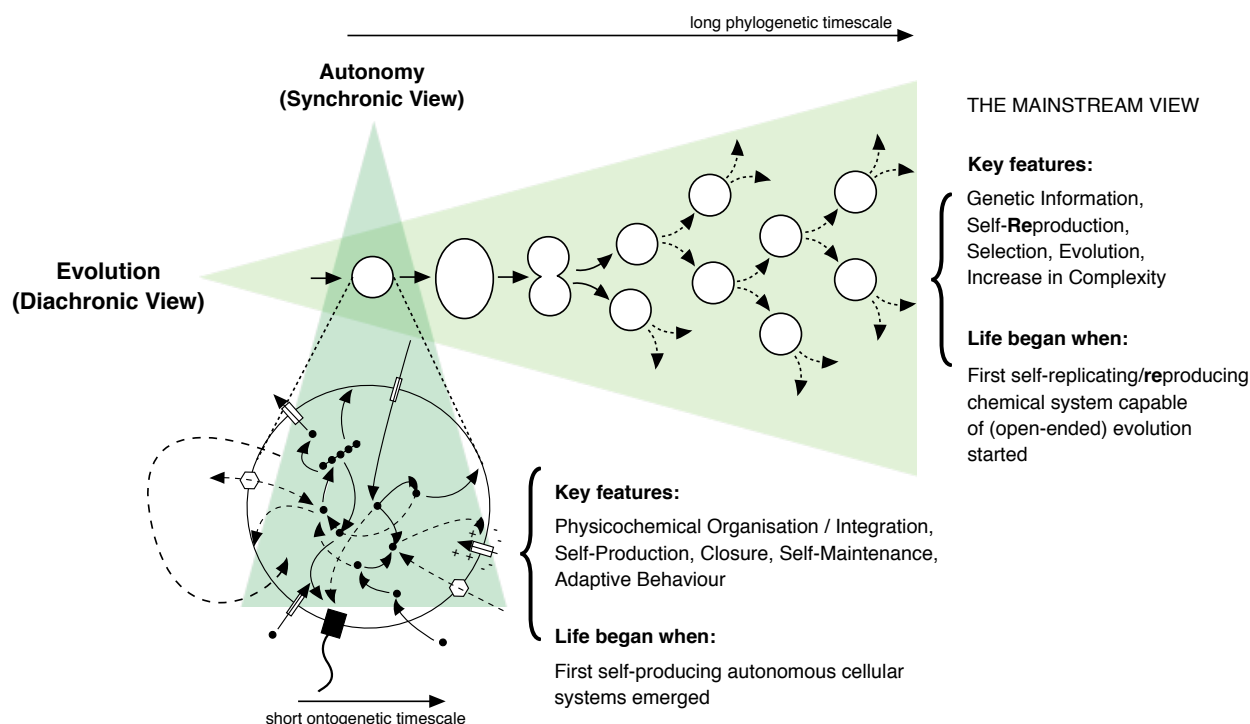 long phylogenetic timescale
Autonomy
(Synchronic View)
THE MAINSTREAM VIEW
Key features:
Genetic Information,
Self-Reproduction,
Selection, Evolution,
Increase in Complexity
Evolution
(Diachronic View)
Life began when:
First self-replicating/reproducing
chemical system capable
of (open-ended) evolution
started
Key features:
Physicochemical Organisation / Integration,
Self-Production, Closure, Self-Maintenance,
Adaptive Behaviour
Life began when:
First self-producing autonomous cellular
systems emerged
short ontogenetic timescale